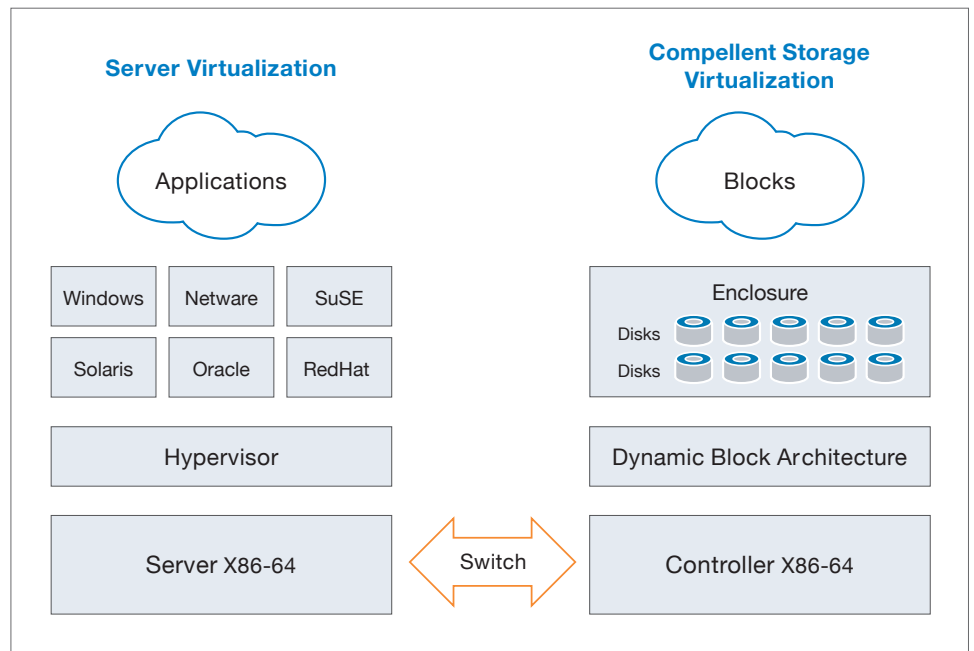 Server Virtualization
Applications
Windows
Netware
SuSE
Solaris
Oracle
RedHat
Hypervisor
Server X86-64
Switch
Compellent Storage
Virtualization
Blocks
Enclosure
Disks
Disks
Dynamic Block Architecture
Controller X86-64